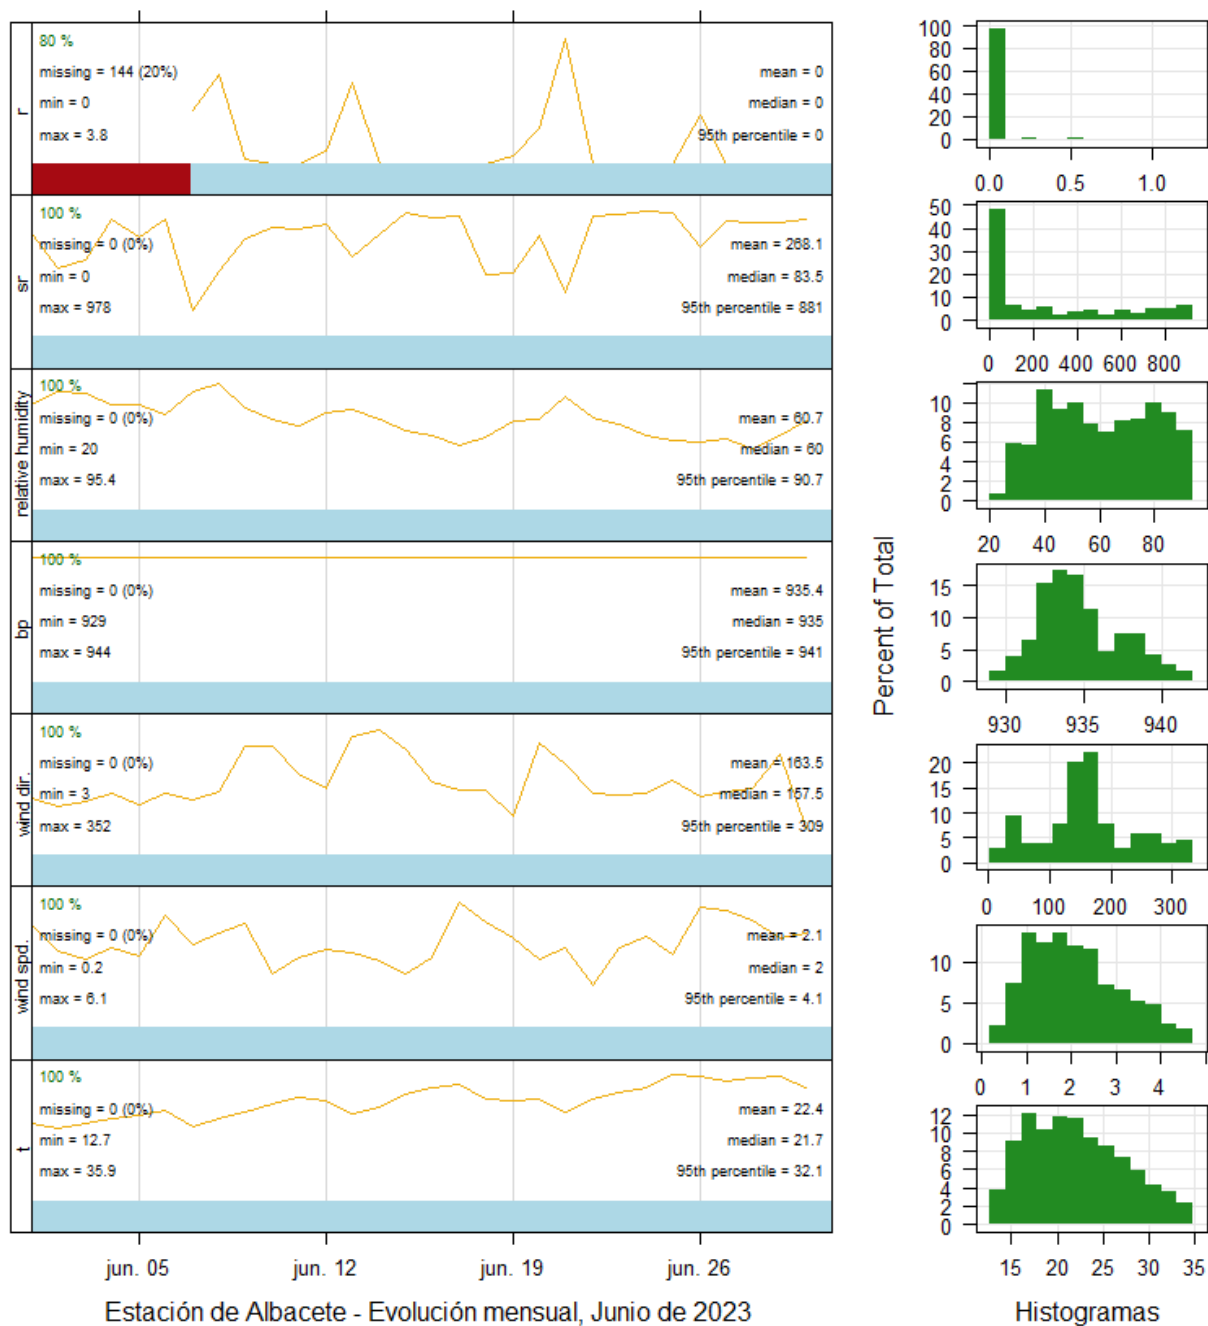 r
80 %
missing = 144 (20%)
min = 0
max = 3.8
mean = 0
median = 0
95th percentile = 0
sr
100 %
missing = 0 (0%)
min = 0
max = 978
mean = 268.1
median = 83.5
95th percentile = 881
relative humidity
100 %
missing = 0 (0%)
min = 20
max = 95.4
mean = 60.7
median = 60
95th percentile = 90.7
bp
100 %
missing = 0 (0%)
min = 929
max = 944
mean = 935.4
median = 935
95th percentile = 941
wind dir.
100 %
missing = 0 (0%)
min = 3
max = 352
mean = 163.5
median = 157.5
95th percentile = 309
wind spd.
100 %
missing = 0 (0%)
min = 0.2
max = 6.1
mean = 2.1
median = 2
95th percentile = 4.1
t
100 %
missing = 0 (0%)
min = 12.7
max = 35.9
mean = 22.4
median = 21.7
95th percentile = 32.1
jun. 05 jun. 12 jun. 19 jun. 26
Estación de Albacete - Evolución mensual, Junio de 2023
Percent of Total
100
80
60
40
20
0
0.0 0.5 1.0
50
40
30
20
10
0
0 200 400 600 800
10
8
6
4
2
0
20 40 60 80
15
10
5
0
930 935 940
20
15
10
5
0
0 100 200 300
10
5
0
0 1 2 3 4
12
10
8
6
4
2
0
15 20 25 30 35
Histogramas